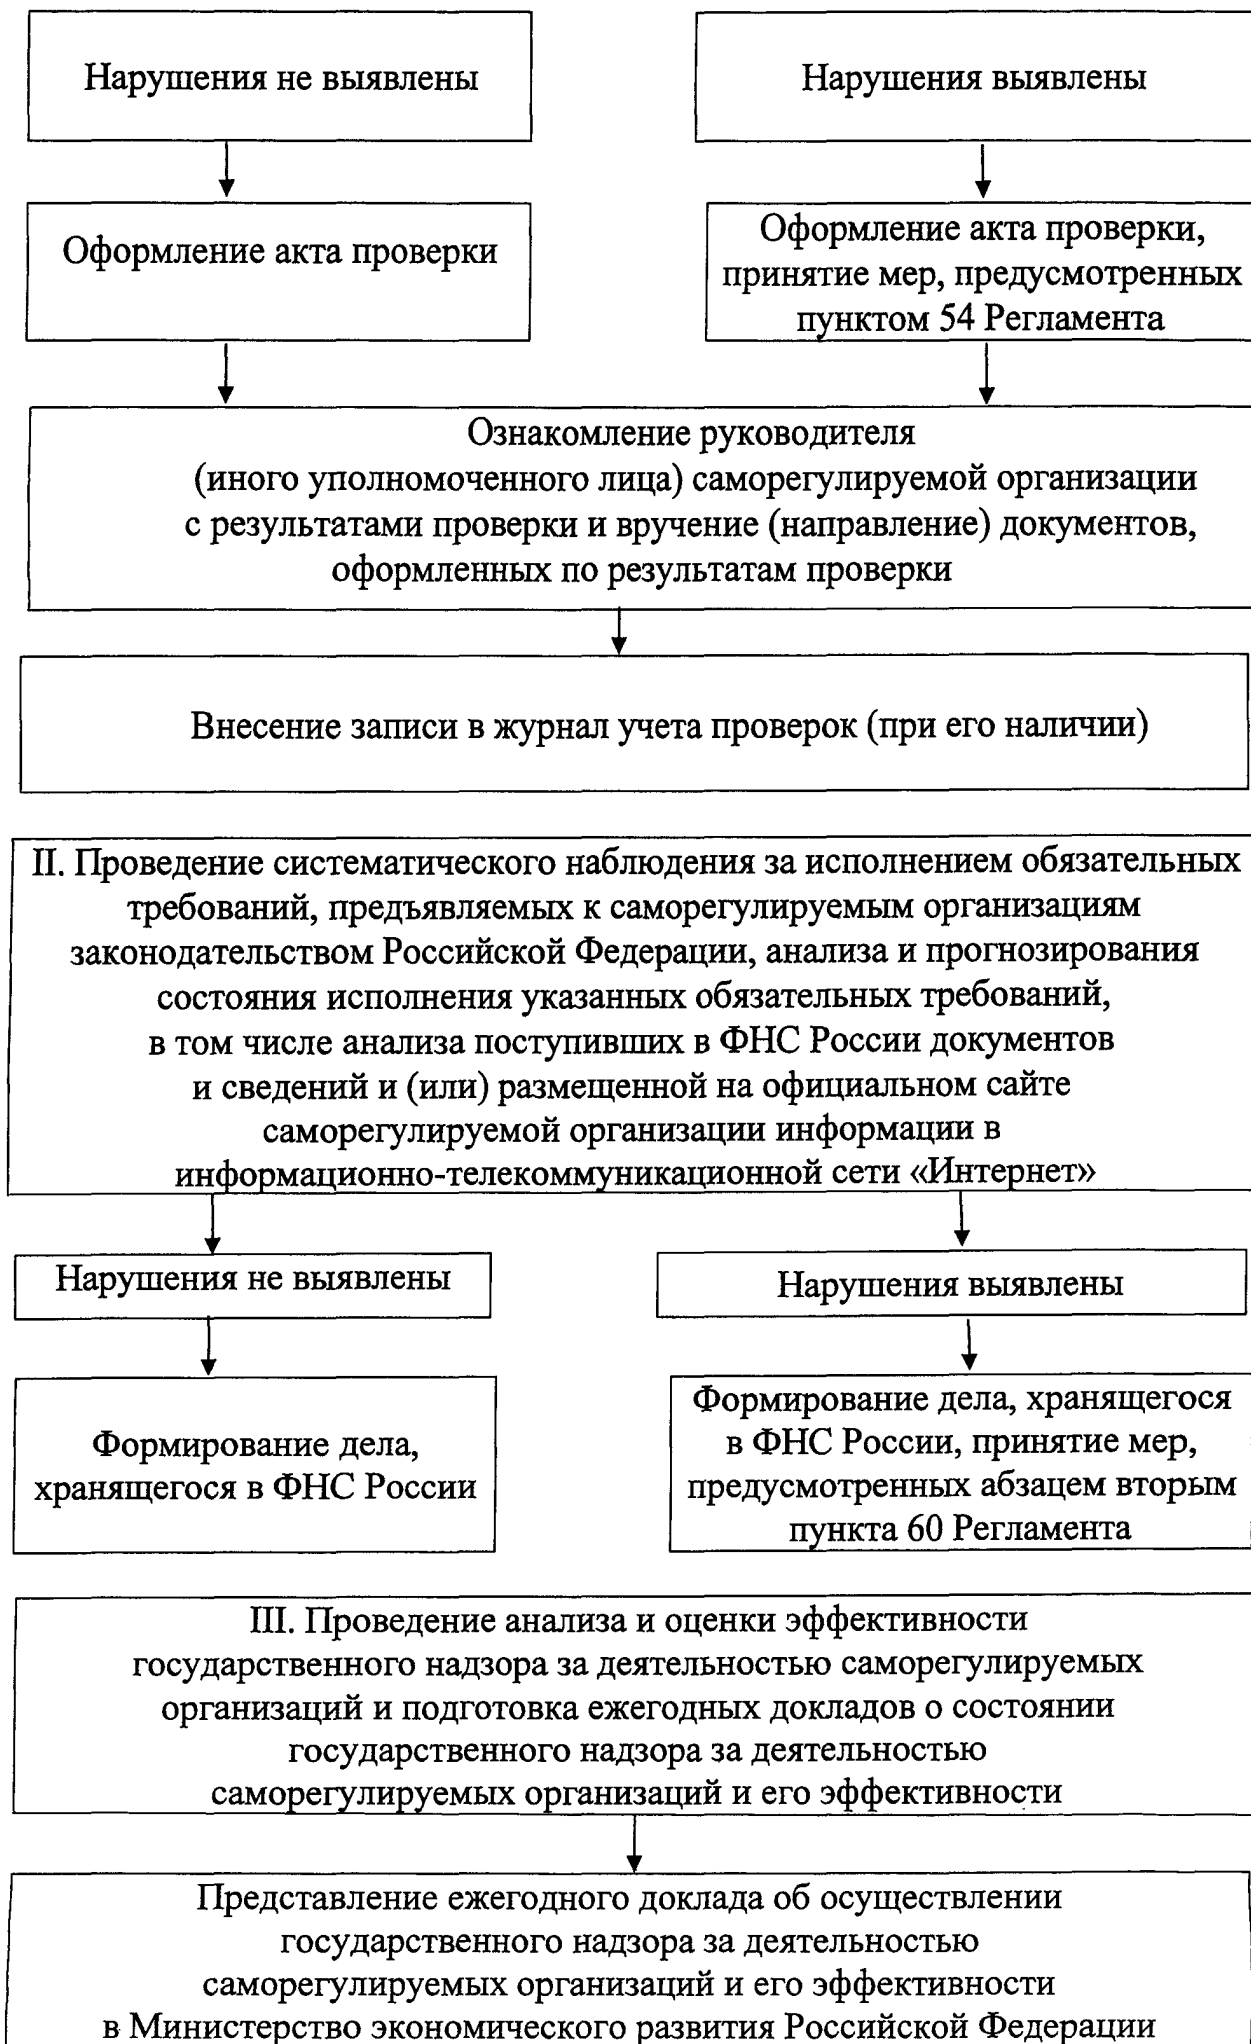 Нарушения не выявлены
Нарушения выявлены
Оформление акта проверки
Оформление акта проверки,
принятие мер, предусмотренных
пунктом 54 Регламента
Ознакомление руководителя
(иного уполномоченного лица) саморегулируемой организации
с результатами проверки и вручение (направление) документов,
оформленных по результатам проверки
Внесение записи в журнал учета проверок (при его наличии)
II. Проведение систематического наблюдения за исполнением обязательных
требований, предъявляемых к саморегулируемым организациям
законодательством Российской Федерации, анализа и прогнозирования
состояния исполнения указанных обязательных требований,
в том числе анализа поступивших в ФНС России документов
и сведений и (или) размещенной на официальном сайте
саморегулируемой организации информации в
информационно-телекоммуникационной сети «Интернет»
Нарушения не выявлены
Нарушения выявлены
Формирование дела,
хранящегося в ФНС России
Формирование дела, хранящегося
в ФНС России, принятие мер,
предусмотренных абзацем вторым
пункта 60 Регламента
III. Проведение анализа и оценки эффективности
государственного надзора за деятельностью саморегулируемых
организаций и подготовка ежегодных докладов о состоянии
государственного надзора за деятельностью
саморегулируемых организаций и его эффективности
Представление ежегодного доклада об осуществлении
государственного надзора за деятельностью
саморегулируемых организаций и его эффективности
в Министерство экономического развития Российской Федерации